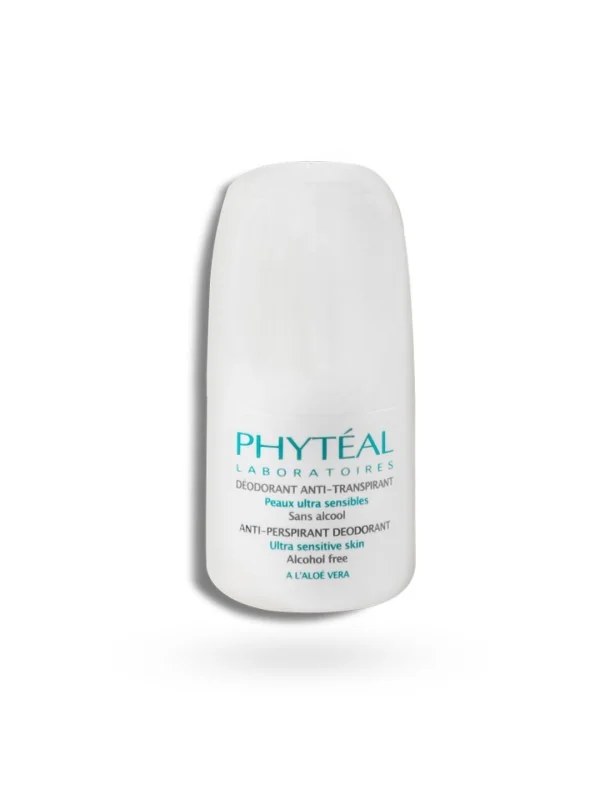 PHYTÉAL
LABORATOIRES
DÉODORANT ANTI-TRANSPIRANT
Peaux ultra sensibles
Sans alcool
ANTI-PERSPIRANT DEODORANT
Ultra sensitive skin
Alcohol free
A L'ALOÉ VERA